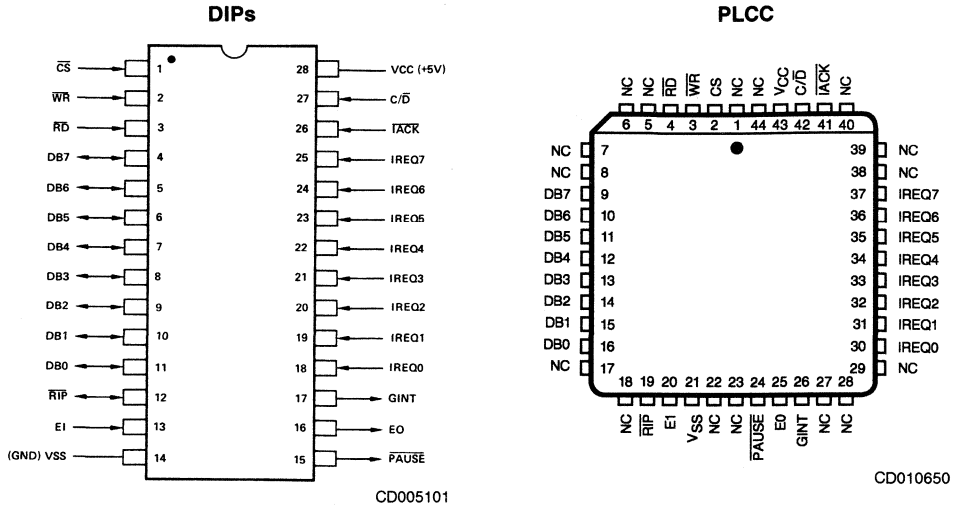 DIPs
CS 1 28 VCC (+5V)
WR 2 27 C/D
RD 3 26 IACK
DB7 4 25 IREQ7
DB6 5 24 IREQ6
DB5 6 23 IREQ5
DB4 7 22 IREQ4
DB3 8 21 IREQ3
DB2 9 20 IREQ2
DB1 10 19 IREQ1
DB0 11 18 IREQ0
RIP 12 17 GINT
EI 13 16 EO
(GND) VSS 14 15 PAUSE
CD005101
PLCC
NC NC RD WR CS NC NC VCC C/D IACK NC
6 5 4 3 2 1 44 43 42 41 40
NC 7 39 NC
NC 8 38 NC
DB7 9 37 IREQ7
DB6 10 36 IREQ6
DB5 11 35 IREQ5
DB4 12 34 IREQ4
DB3 13 33 IREQ3
DB2 14 32 IREQ2
DB1 15 31 IREQ1
DB0 16 30 IREQ0
NC 17 29 NC
18 19 20 21 22 23 24 25 26 27 28
NC RIP E1 VSS NC NC PAUSE E0 GINT NC NC
CD010650